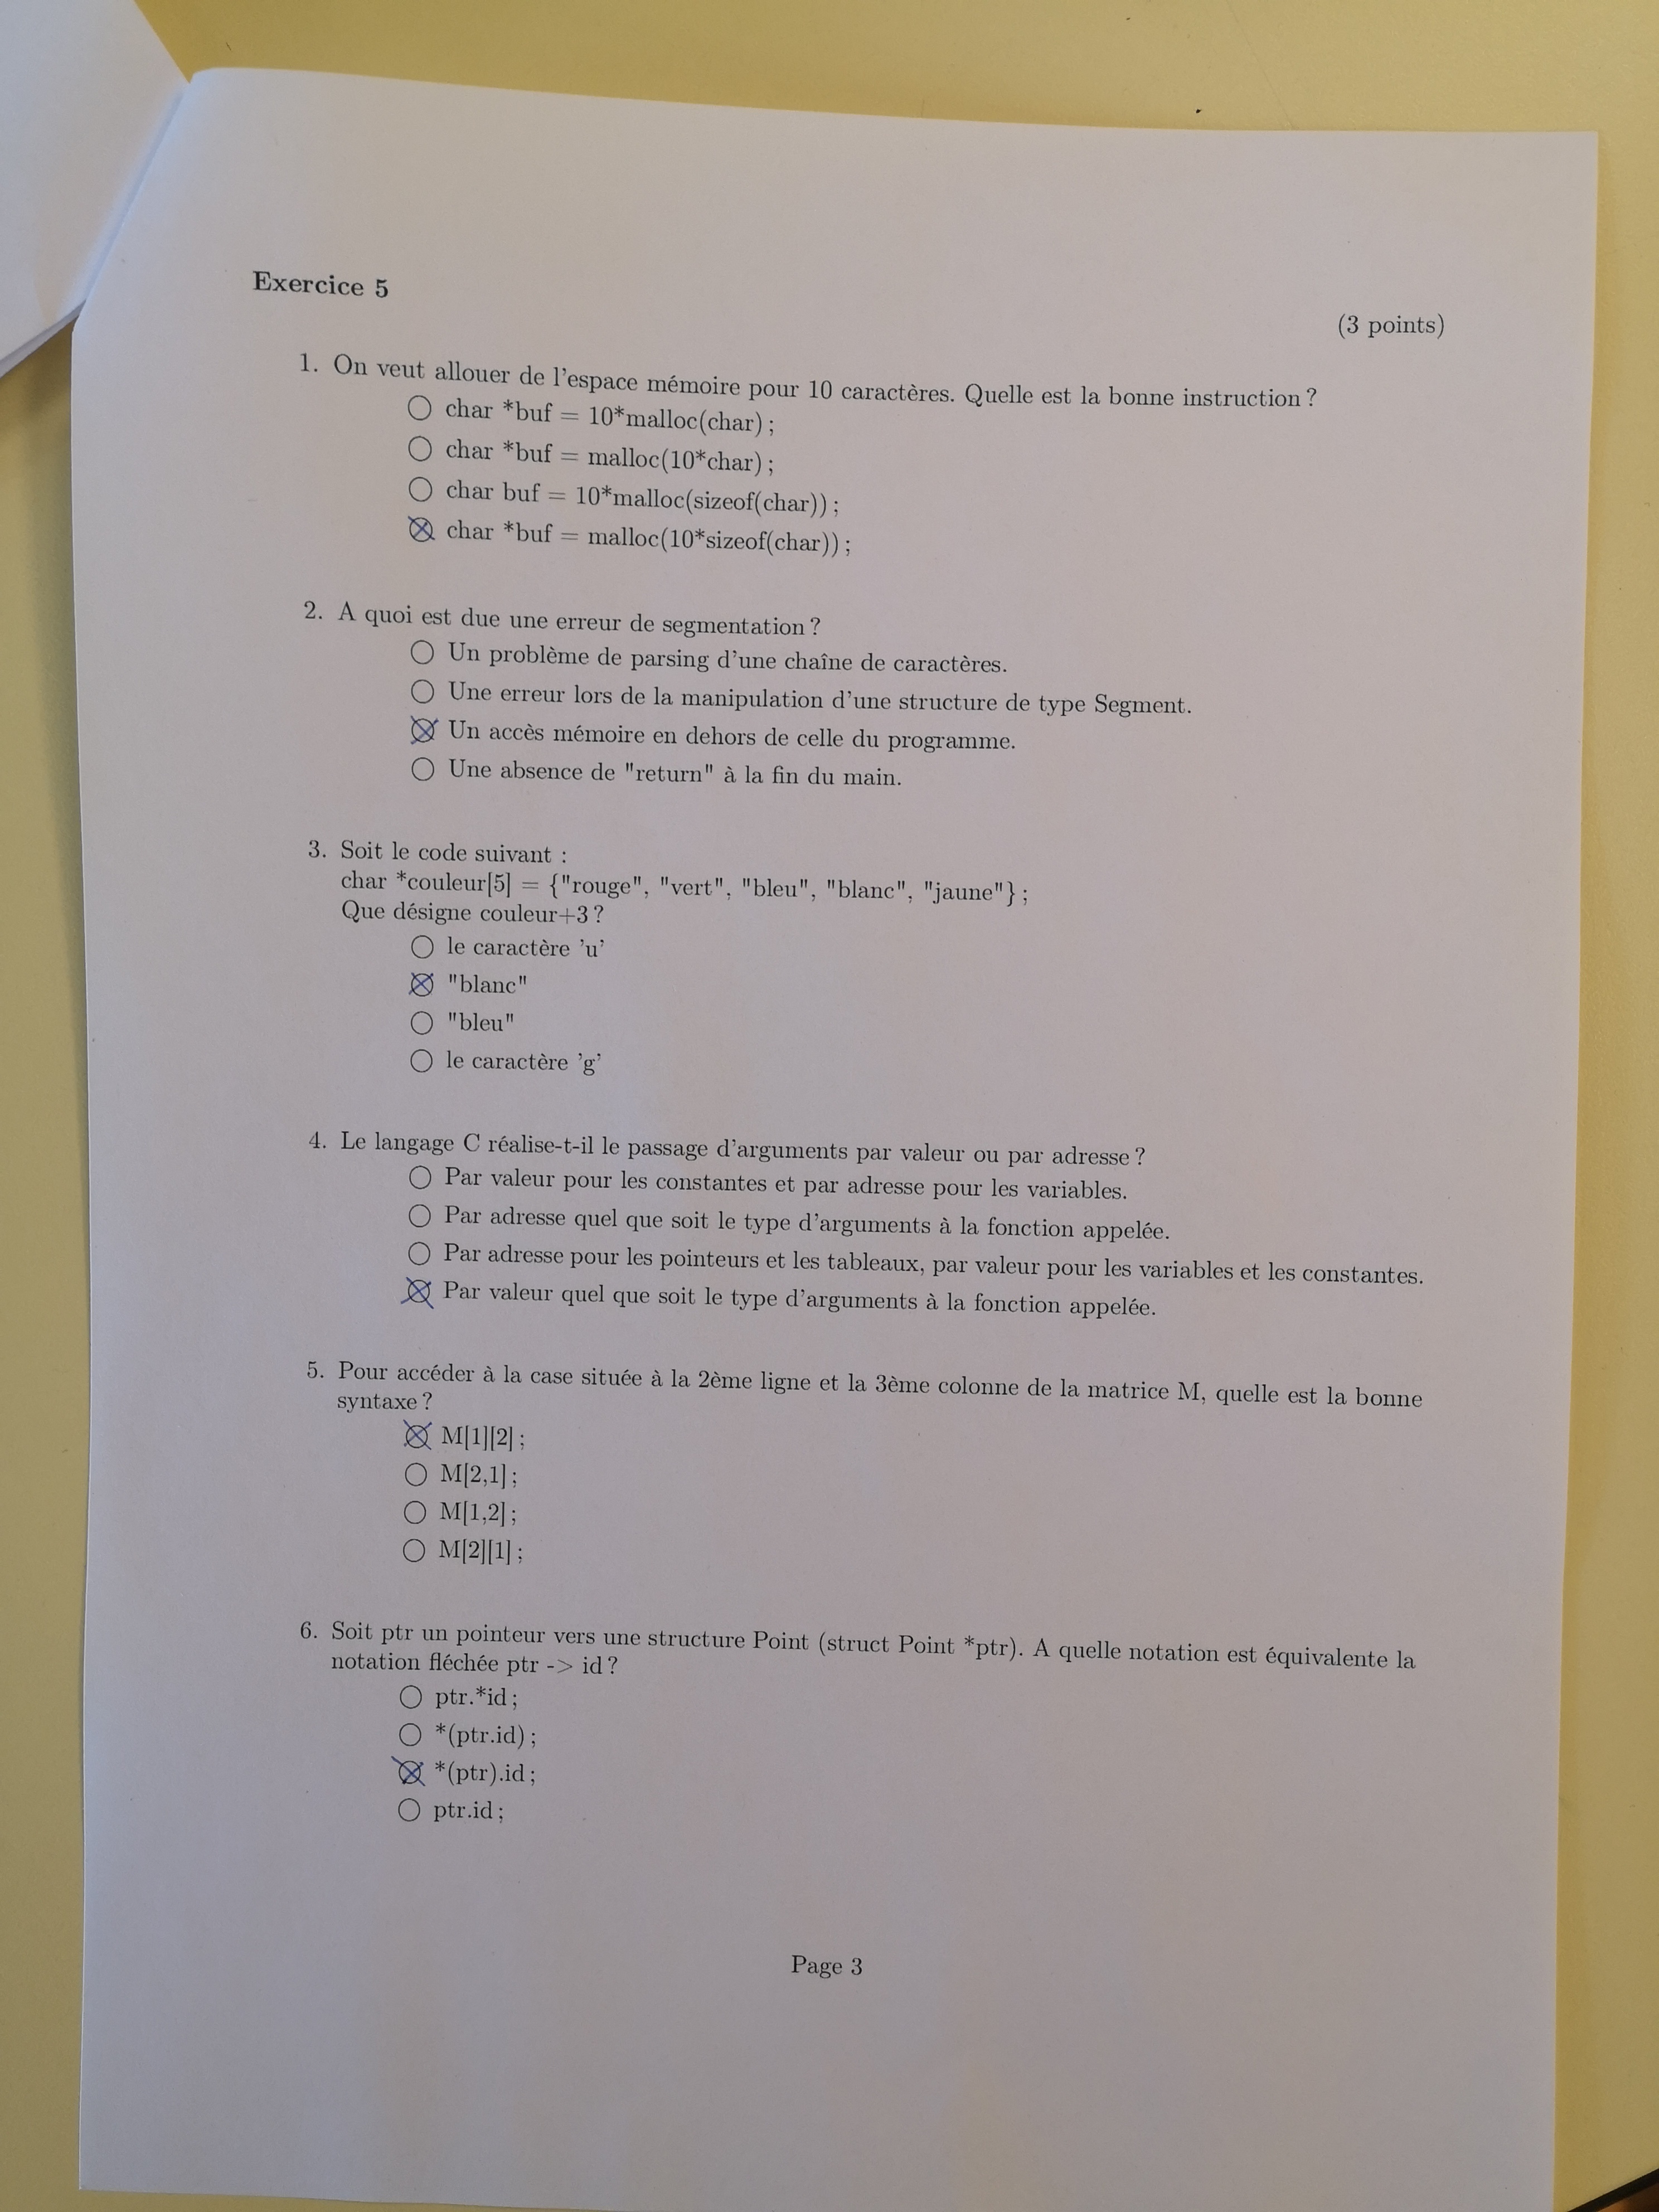 Exercice 5
(3 points)
1. On veut allouer de l'espace mémoire pour 10 caractères. Quelle est la bonne instruction ?
char *buf = 10*malloc(char) ;
char *buf = malloc(10*char) ;
char buf = 10*malloc(sizeof(char)) ;
char *buf = malloc(10*sizeof(char)) ;
2. A quoi est due une erreur de segmentation ?
Un problème de parsing d'une chaîne de caractères.
Une erreur lors de la manipulation d'une structure de type Segment.
Un accès mémoire en dehors de celle du programme.
Une absence de "return" à la fin du main.
3. Soit le code suivant :
char *couleur[5] = {"rouge", "vert", "bleu", "blanc", "jaune"} ;
Que désigne couleur+3 ?
le caractère 'u'
"blanc"
"bleu"
le caractère 'g'
4. Le langage C réalise-t-il le passage d'arguments par valeur ou par adresse ?
Par valeur pour les constantes et par adresse pour les variables.
Par adresse quel que soit le type d'arguments à la fonction appelée.
Par adresse pour les pointeurs et les tableaux, par valeur pour les variables et les constantes.
Par valeur quel que soit le type d'arguments à la fonction appelée.
5. Pour accéder à la case située à la 2ème ligne et la 3ème colonne de la matrice M, quelle est la bonne
syntaxe ?
M[1][2] ;
M[2,1] ;
M[1,2] ;
M[2][1] ;
6. Soit ptr un pointeur vers une structure Point (struct Point *ptr). A quelle notation est équivalente la
notation fléchée ptr -> id ?
ptr.*id ;
*(ptr.id) ;
*(ptr).id ;
ptr.id ;
Page 3